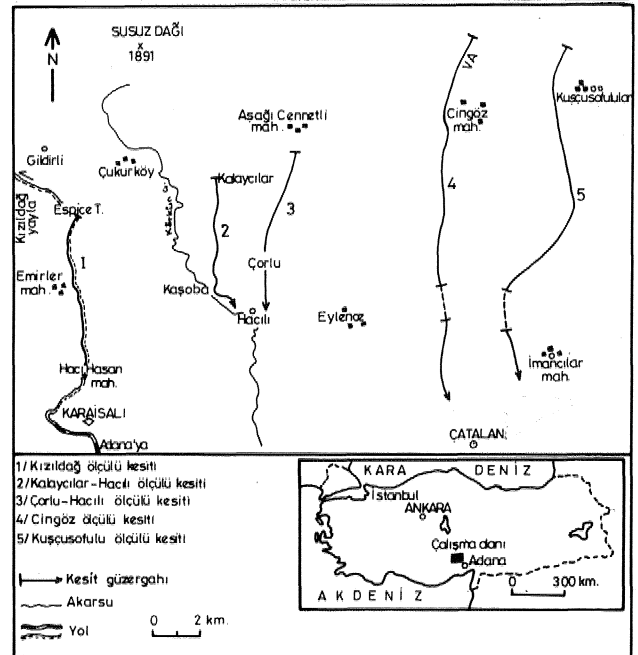 SUSUZ DAĞI
x
1891
N
VA
Kuşçusofulular
Aşağı Cennetli
mah.
Cingöz
mah.
Gildirli
Çukurköy
Kalaycılar
Kızıldağ
yayla
Espice T.
1
2
3
4
5
Emirler
mah.
Çorlu
Kaşoba
Hacılı
Eylence
Hacı Hasan
mah.
İmancılar
mah.
KARAİSALI
Adana'ya
ÇATALAN
1/ Kızıldağ ölçülü kesiti
2/Kalaycılar-Hacılı ölçülü kesiti
3/ Çorlu-Hacılı ölçülü kesiti
4/ Cingöz ölçülü kesiti
5/ Kuşçusofulu ölçülü kesiti
Kesit güzergahı
Akarsu
Yol
0 2 km.
KARA DENİZ
İstanbul
ANKARA
Çalışma alanı
Adana
0 300 km.
AKDENİZ